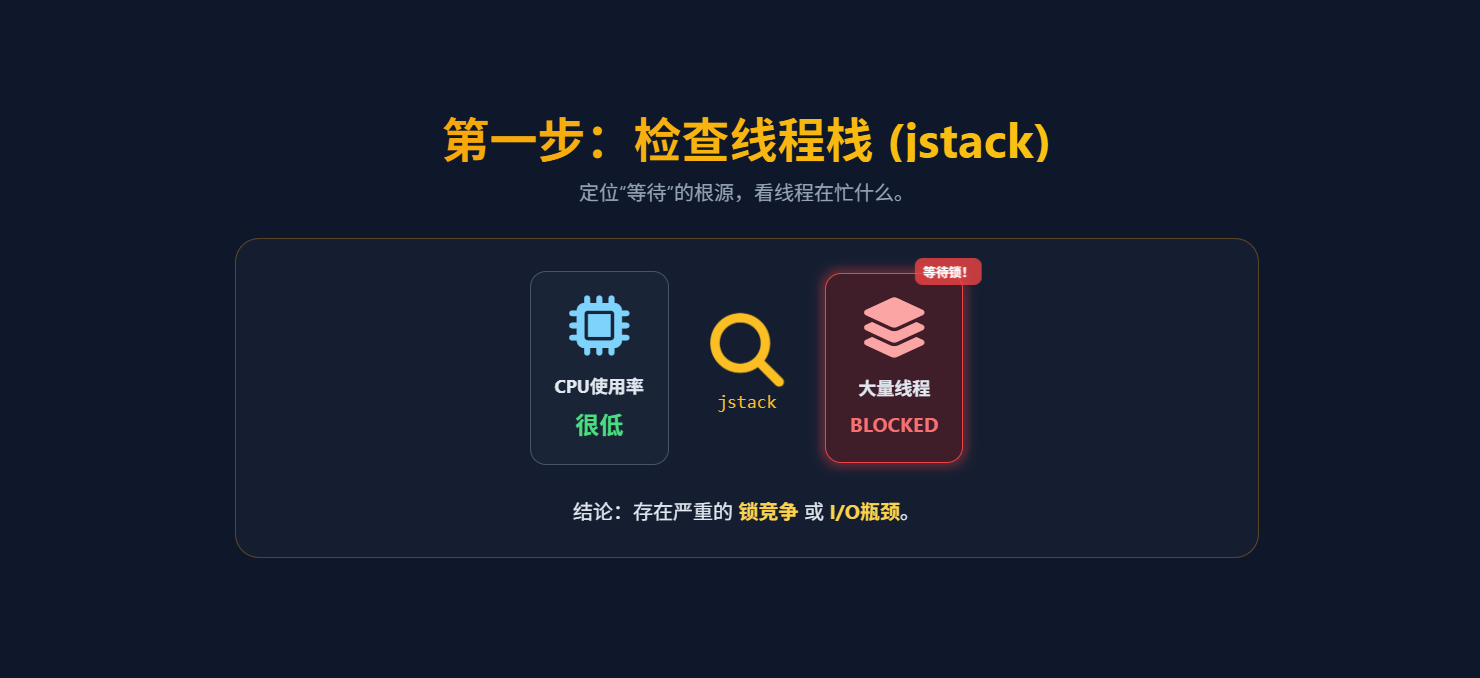 第一步：检查线程栈 (jstack)
定位“等待”的根源，看线程在忙什么。
CPU使用率
很低
jstack
等待锁！
大量线程
BLOCKED
结论：存在严重的 锁竞争 或 I/O瓶颈。